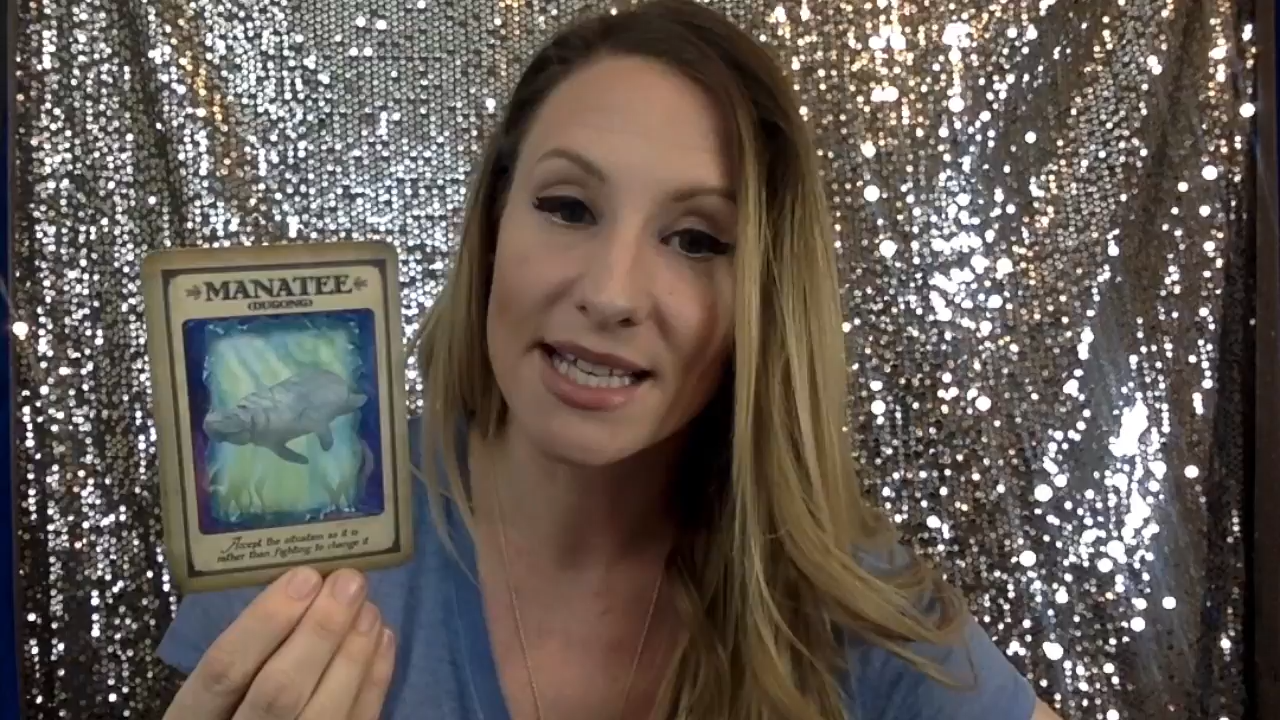 MANATEE
(DUGONG)
Accept the situation as it is
rather than fighting to change it